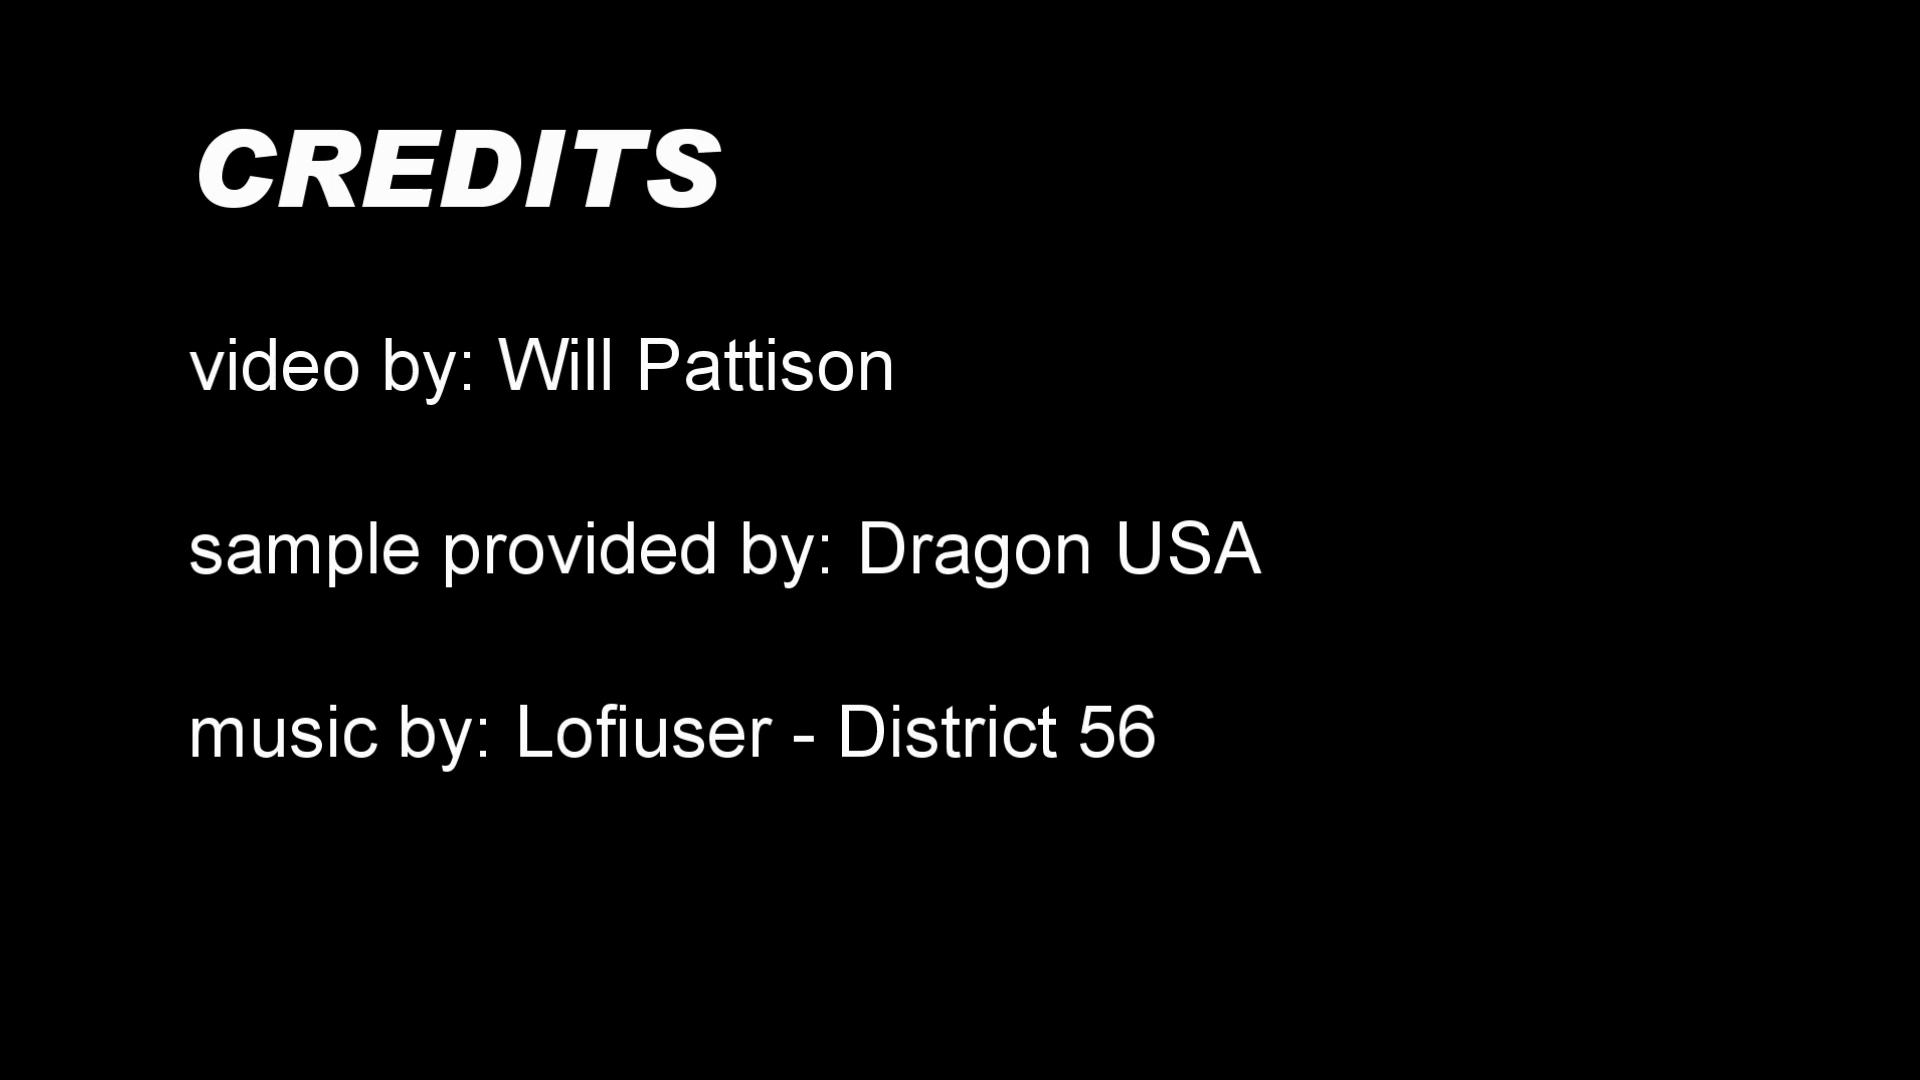 CREDITS
video by: Will Pattison
sample provided by: Dragon USA
music by: Lofiuser - District 56